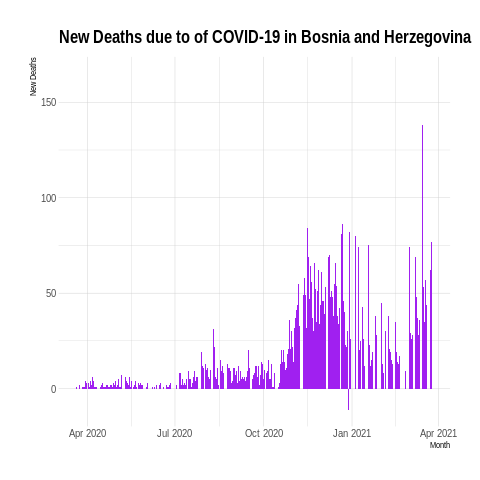 New Deaths due to of COVID-19 in Bosnia and Herzegovina
New Deaths
150
100
50
0
Apr 2020
Jul 2020
Oct 2020
Jan 2021
Apr 2021
Month